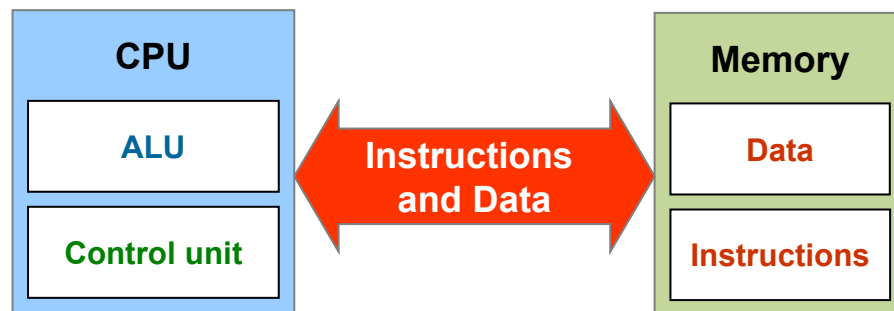 CPU
ALU
Control unit
Instructions
and Data
Memory
Data
Instructions